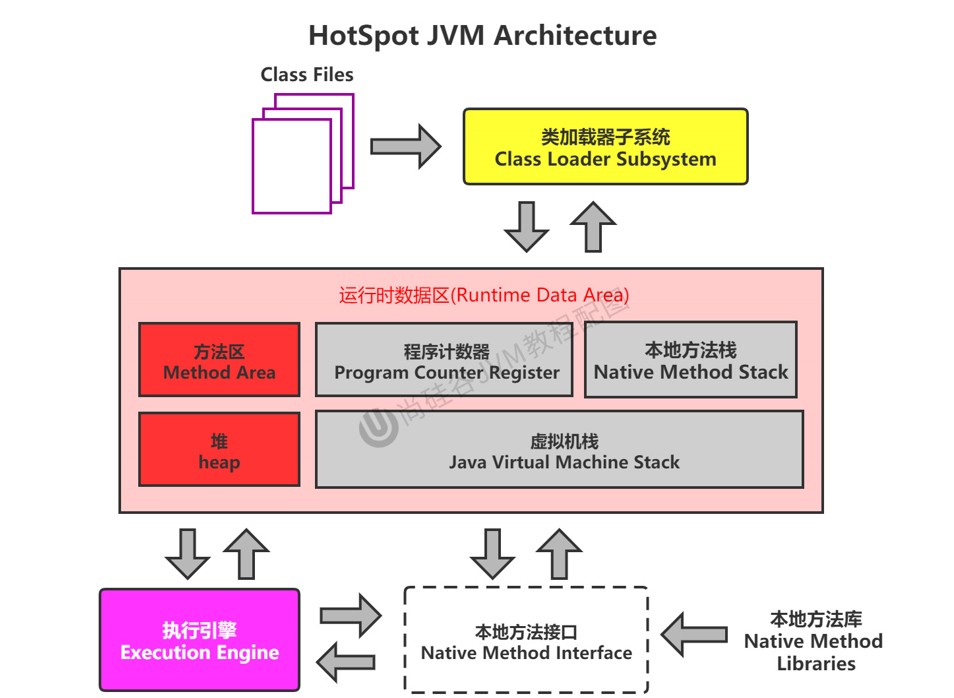 HotSpot JVM Architecture
Class Files
类加载器子系统
Class Loader Subsystem
运行时数据区(Runtime Data Area)
方法区
Method Area
程序计数器
Program Counter Register
本地方法栈
Native Method Stack
尚硅谷JVM教程配图
堆
heap
虚拟机栈
Java Virtual Machine Stack
执行引擎
Execution Engine
本地方法接口
Native Method Interface
本地方法库
Native Method
Libraries